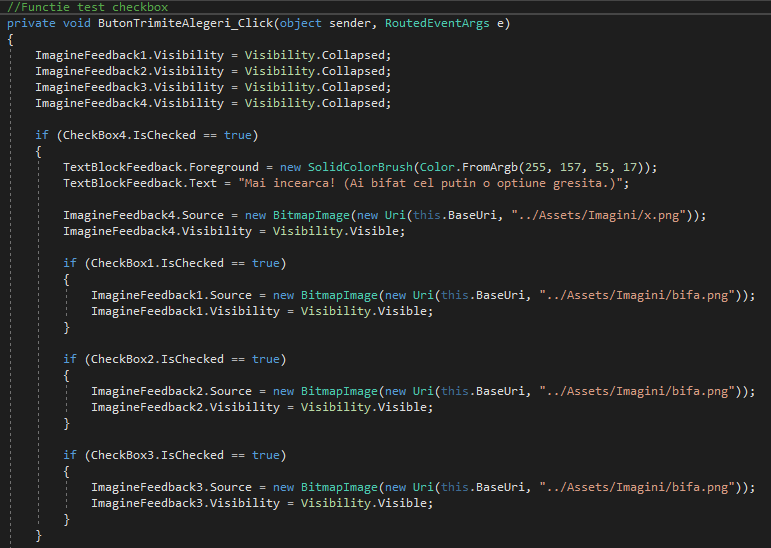 //Functie test checkbox
private void ButonTrimiteAlegeri_Click(object sender, RoutedEventArgs e)
{
ImagineFeedback1.Visibility = Visibility.Collapsed;
ImagineFeedback2.Visibility = Visibility.Collapsed;
ImagineFeedback3.Visibility = Visibility.Collapsed;
ImagineFeedback4.Visibility = Visibility.Collapsed;
if (CheckBox4.IsChecked == true)
{
TextBlockFeedback.Foreground = new SolidColorBrush(Color.FromArgb(255, 157, 55, 17));
TextBlockFeedback.Text = "Mai incearca! (Ai bifat cel putin o optiune gresita.)";
ImagineFeedback4.Source = new BitmapImage(new Uri(this.BaseUri, "../Assets/Imagini/x.png"));
ImagineFeedback4.Visibility = Visibility.Visible;
if (CheckBox1.IsChecked == true)
{
ImagineFeedback1.Source = new BitmapImage(new Uri(this.BaseUri, "../Assets/Imagini/bifa.png"));
ImagineFeedback1.Visibility = Visibility.Visible;
}
if (CheckBox2.IsChecked == true)
{
ImagineFeedback2.Source = new BitmapImage(new Uri(this.BaseUri, "../Assets/Imagini/bifa.png"));
ImagineFeedback2.Visibility = Visibility.Visible;
}
if (CheckBox3.IsChecked == true)
{
ImagineFeedback3.Source = new BitmapImage(new Uri(this.BaseUri, "../Assets/Imagini/bifa.png"));
ImagineFeedback3.Visibility = Visibility.Visible;
}
}